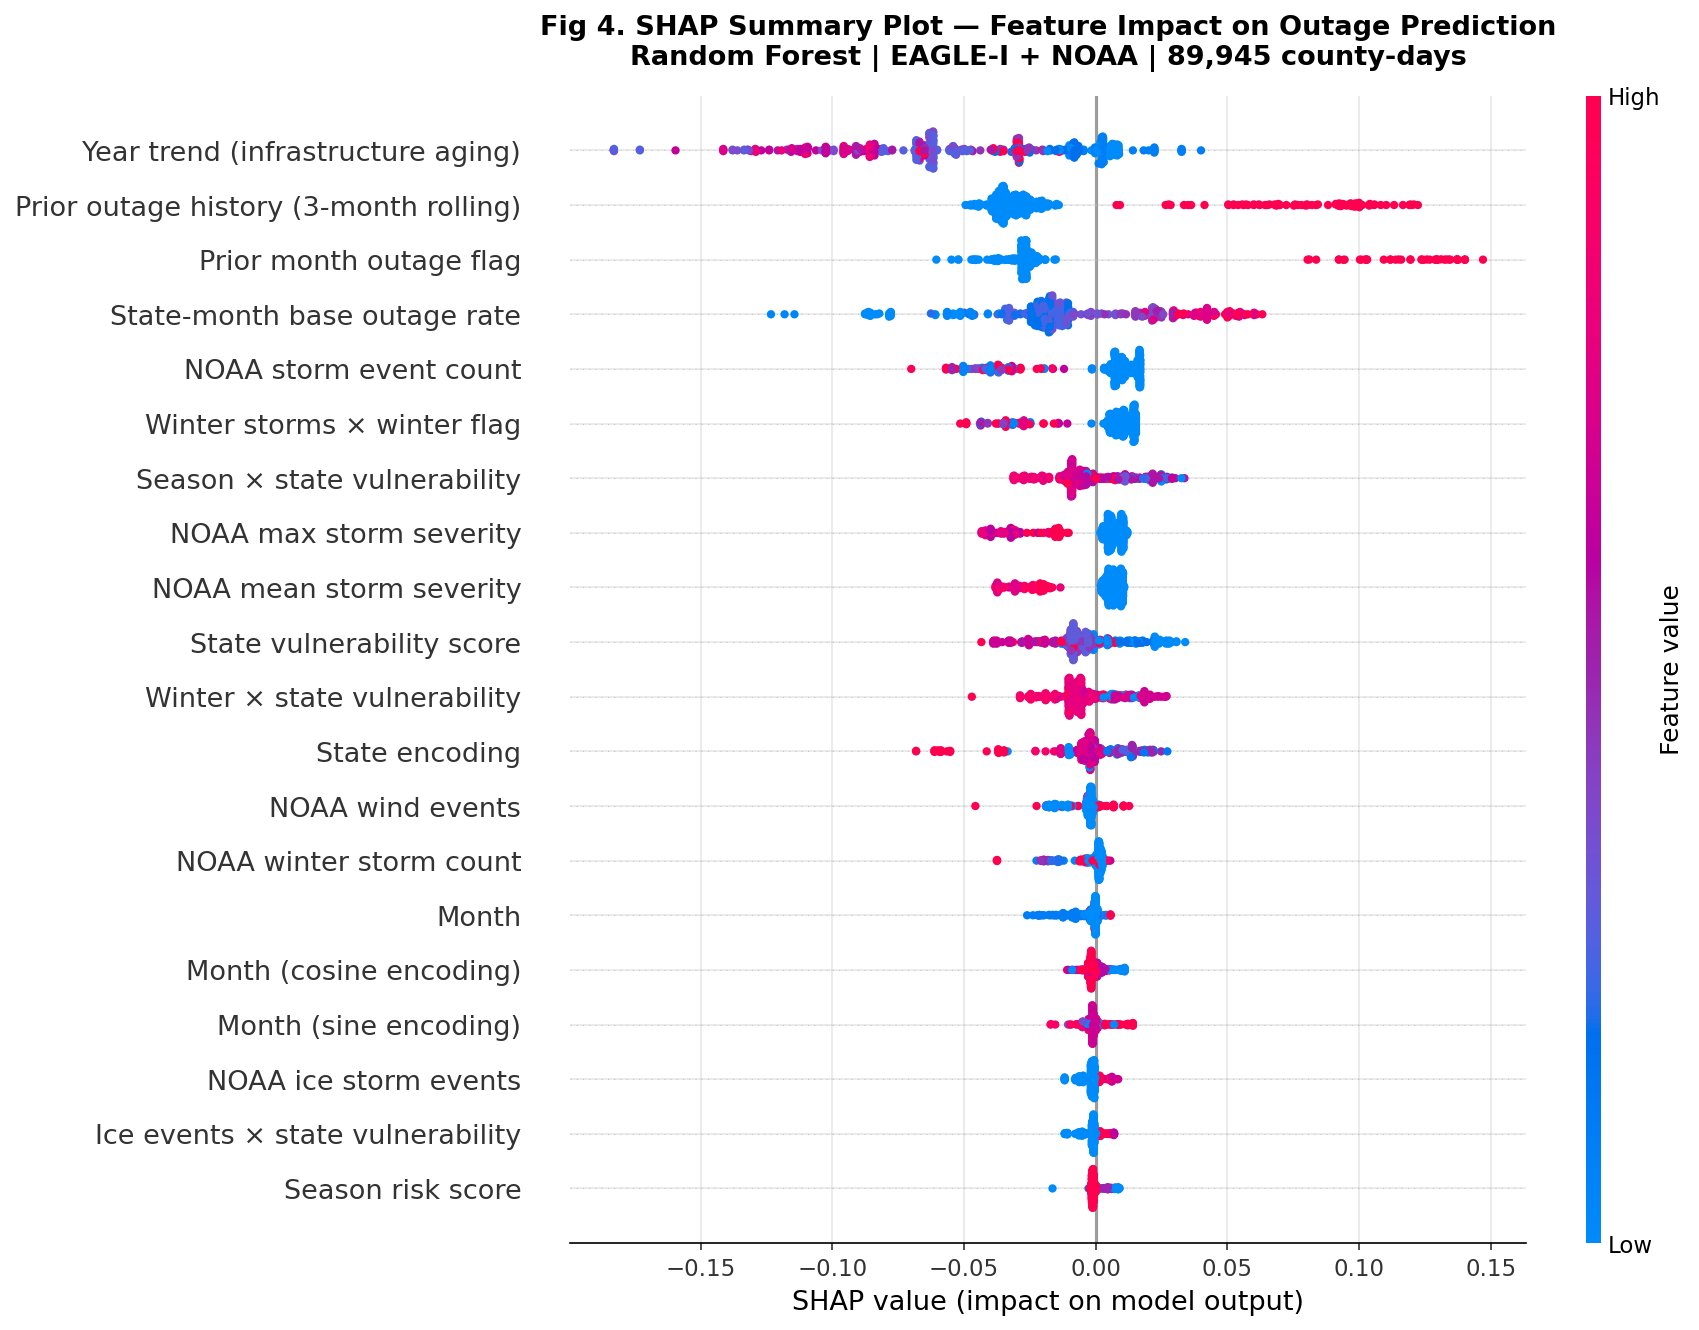 Fig 4. SHAP Summary Plot — Feature Impact on Outage Prediction
Random Forest | EAGLE-I + NOAA | 89,945 county-days
High
Year trend (infrastructure aging)
Prior outage history (3-month rolling)
Prior month outage flag
State-month base outage rate
NOAA storm event count
Winter storms × winter flag
Season × state vulnerability
NOAA max storm severity
NOAA mean storm severity
State vulnerability score
Winter × state vulnerability
State encoding
NOAA wind events
NOAA winter storm count
Month
Month (cosine encoding)
Month (sine encoding)
NOAA ice storm events
Ice events × state vulnerability
Season risk score
Feature value
Low
−0.15 −0.10 −0.05 0.00 0.05 0.10 0.15
SHAP value (impact on model output)